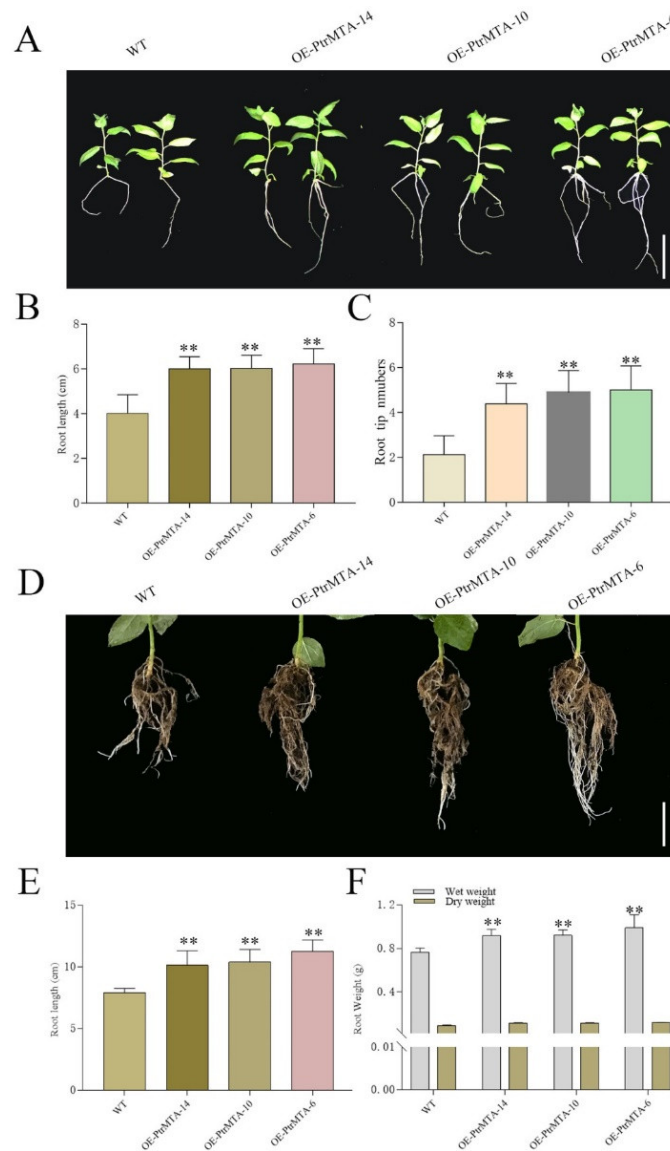 A
WT
OE-PtrMTA-14
OE-PtrMTA-10
OE-PtrMTA-6
B
8
6
4
2
0
Root length (cm)
**
**
**
WT
OE-PtrMTA-14
OE-PtrMTA-10
OE-PtrMTA-6
C
8
6
4
2
0
Root tip nmubers
**
**
**
WT
OE-PtrMTA-14
OE-PtrMTA-10
OE-PtrMTA-6
D
WT
OE-PtrMTA-14
OE-PtrMTA-10
OE-PtrMTA-6
E
15
10
5
0
Root length (cm)
**
**
**
WT
OE-PtrMTA-14
OE-PtrMTA-10
OE-PtrMTA-6
F
Wet weight
Dry weight
1.2
0.8
0.4
0.01
0.00
Root Weight (g)
**
**
**
WT
OE-PtrMTA-14
OE-PtrMTA-10
OE-PtrMTA-6